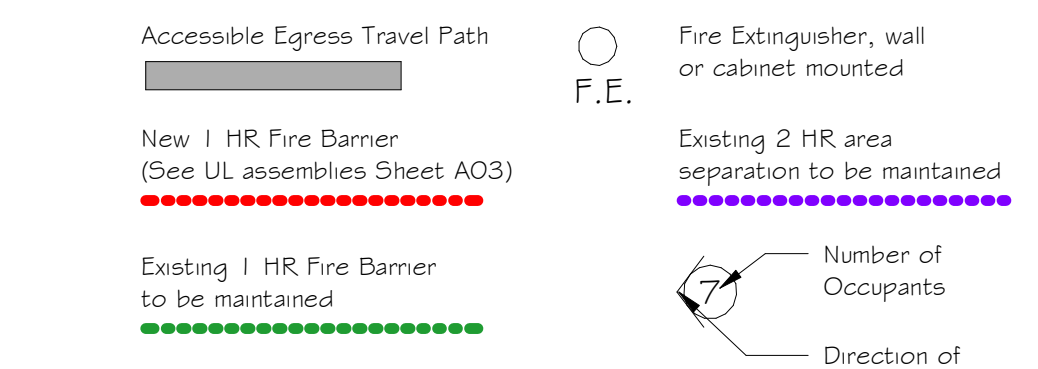 Accessible Egress Travel Path
New 1 HR Fire Barrier
(See UL assemblies Sheet A03)
Existing 1 HR Fire Barrier
to be maintained
F.E.
Fire Extinguisher, wall
or cabinet mounted
Existing 2 HR area
separation to be maintained
7
Number of
Occupants
Direction of